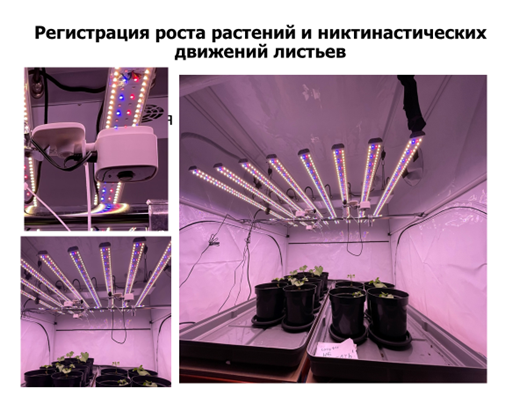 Регистрация роста растений и никтинастических
движений листьев
я